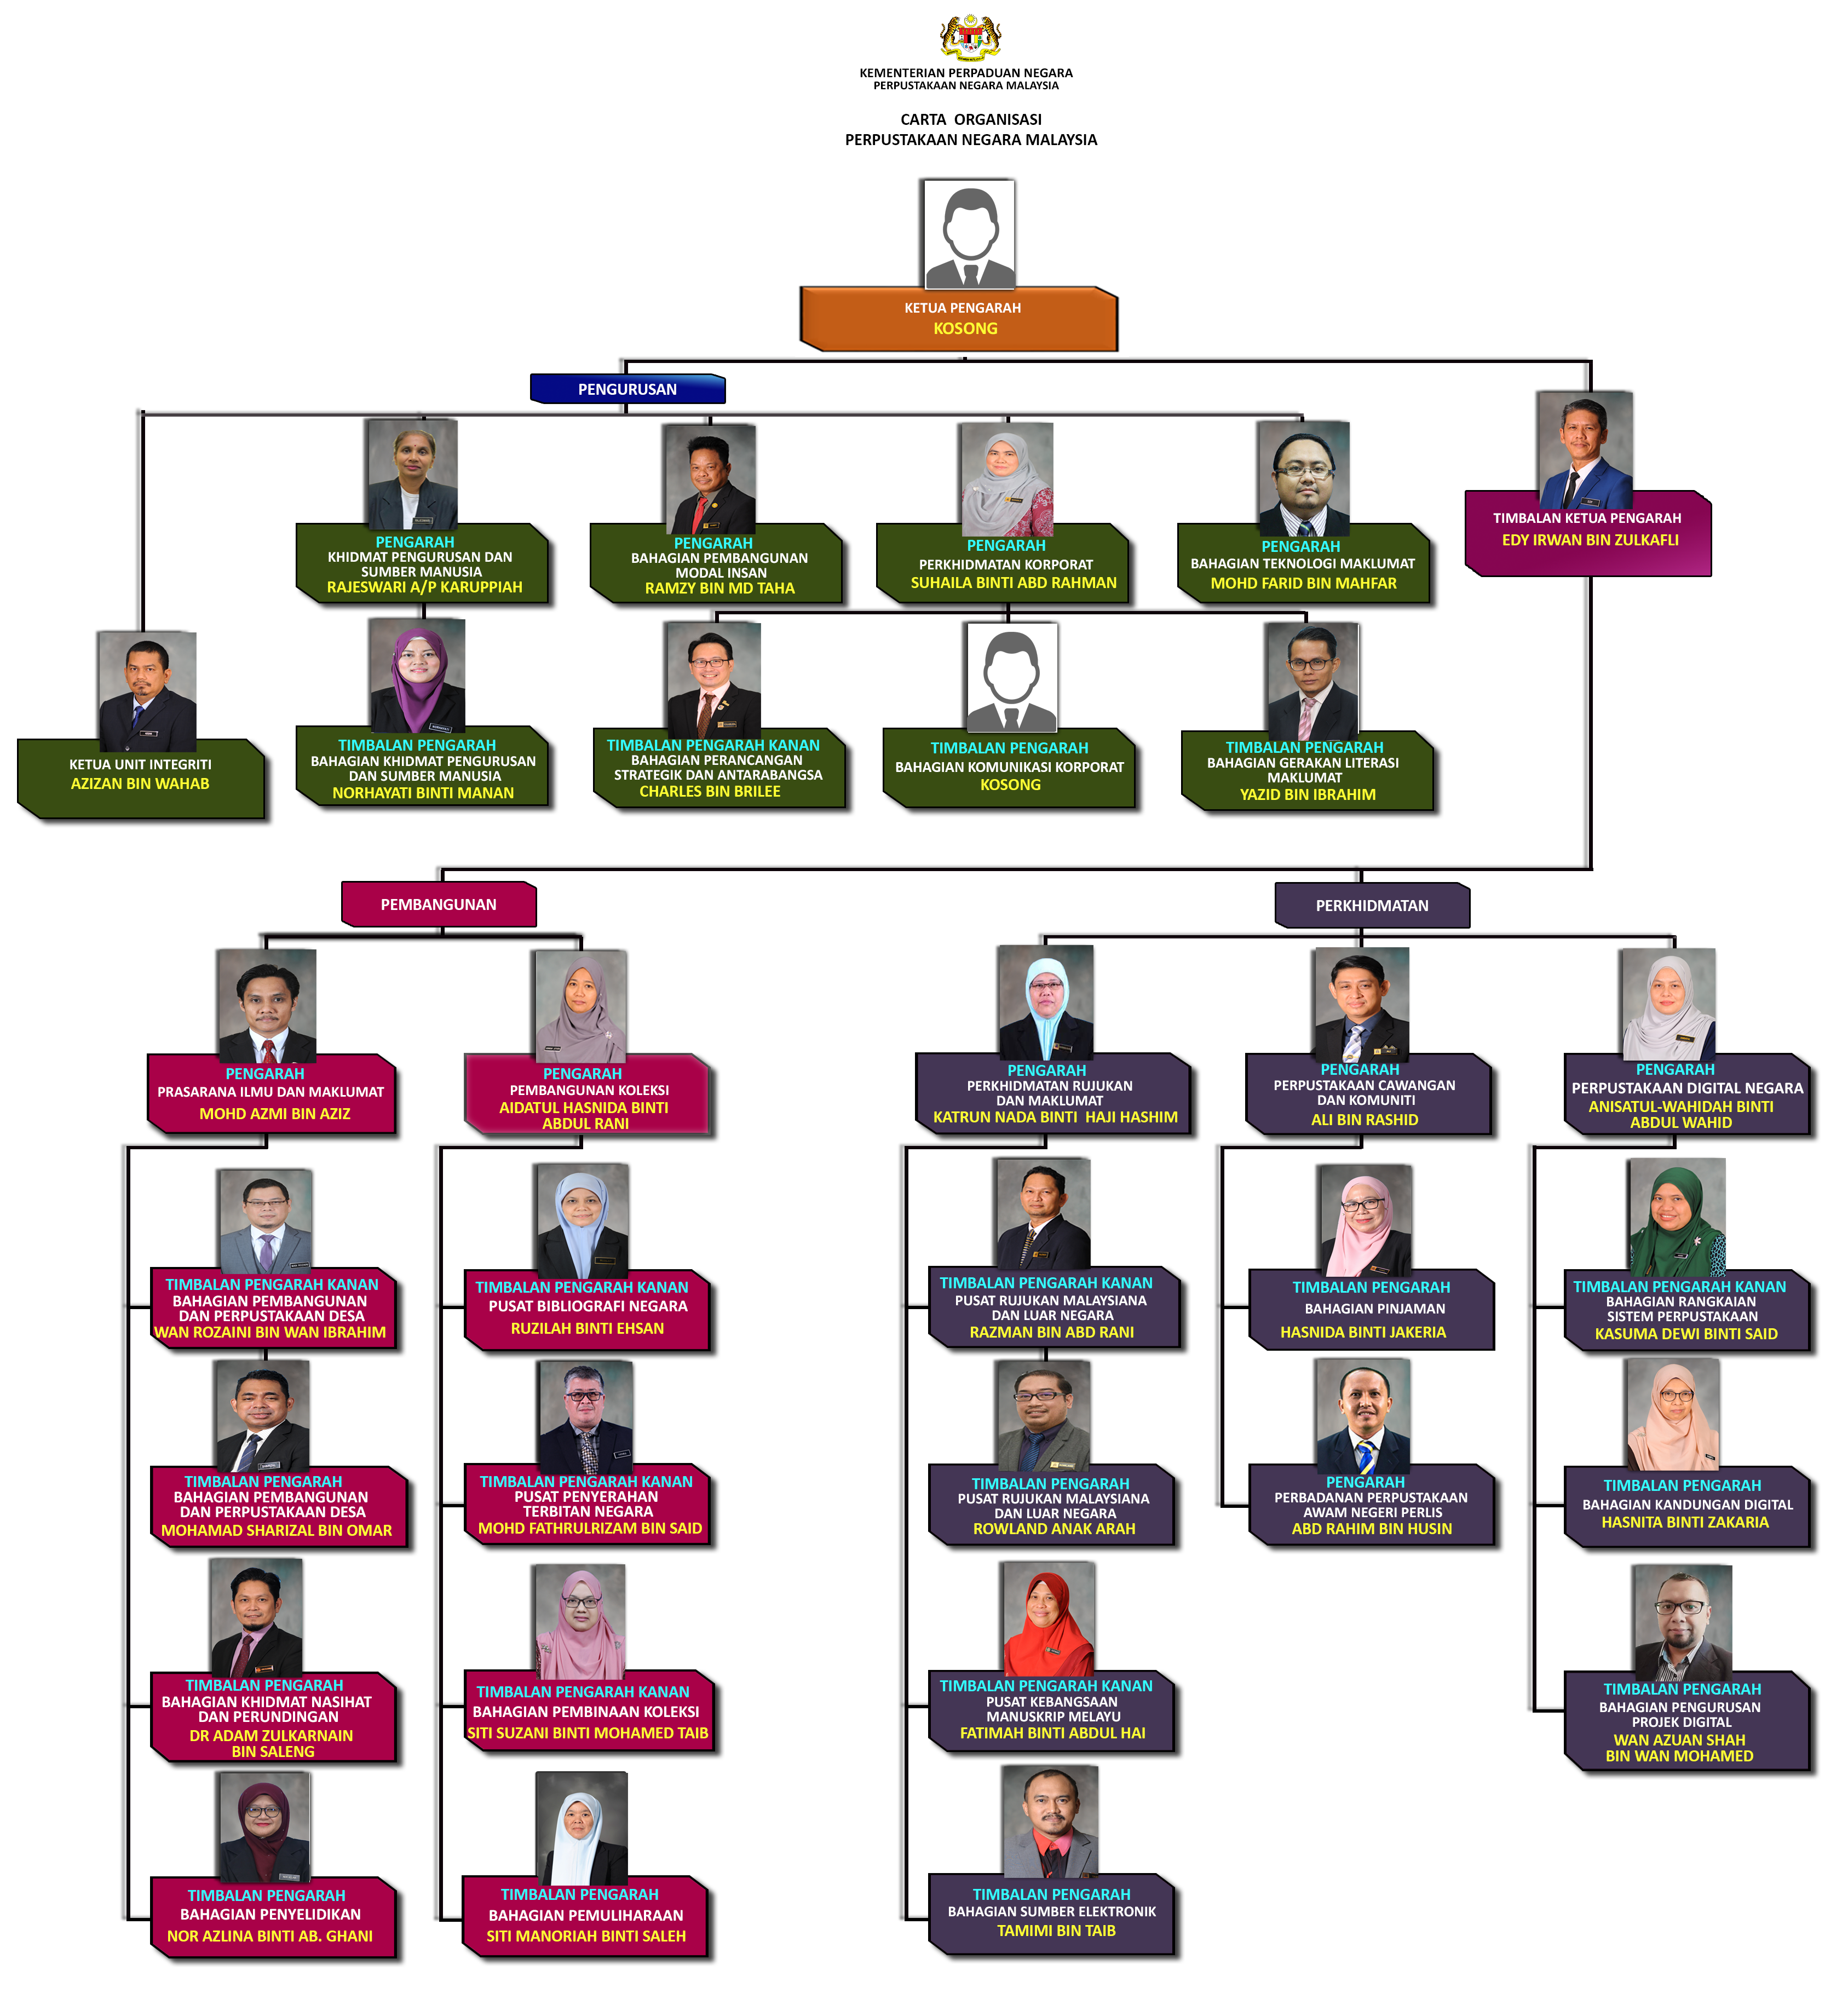 KEMENTERIAN PERPADUAN NEGARA
PERPUSTAKAAN NEGARA MALAYSIA
CARTA ORGANISASI
PERPUSTAKAAN NEGARA MALAYSIA
KETUA PENGARAH
KOSONG
PENGURUSAN
TIMBALAN KETUA PENGARAH
EDY IRWAN BIN ZULKAFLI
PENGARAH
KHIDMAT PENGURUSAN DAN
SUMBER MANUSIA
RAJESWARI A/P KARUPPIAH
PENGARAH
BAHAGIAN PEMBANGUNAN
MODAL INSAN
RAMZY BIN MD TAHA
PENGARAH
PERKHIDMATAN KORPORAT
SUHAILA BINTI ABD RAHMAN
PENGARAH
BAHAGIAN TEKNOLOGI MAKLUMAT
MOHD FARID BIN MAHFAR
KETUA UNIT INTEGRITI
AZIZAN BIN WAHAB
TIMBALAN PENGARAH
BAHAGIAN KHIDMAT PENGURUSAN
DAN SUMBER MANUSIA
NORHAYATI BINTI MANAN
TIMBALAN PENGARAH KANAN
BAHAGIAN PERANCANGAN
STRATEGIK DAN ANTARABANGSA
CHARLES BIN BRILEE
TIMBALAN PENGARAH
BAHAGIAN KOMUNIKASI KORPORAT
KOSONG
TIMBALAN PENGARAH
BAHAGIAN GERAKAN LITERASI
MAKLUMAT
YAZID BIN IBRAHIM
PEMBANGUNAN
PERKHIDMATAN
PENGARAH
PRASARANA ILMU DAN MAKLUMAT
MOHD AZMI BIN AZIZ
PENGARAH
PEMBANGUNAN KOLEKSI
AIDATUL HASNIDA BINTI
ABDUL RANI
PENGARAH
PERKHIDMATAN RUJUKAN
DAN MAKLUMAT
KATRUN NADA BINTI HAJI HASHIM
PENGARAH
PERPUSTAKAAN CAWANGAN
DAN KOMUNITI
ALI BIN RASHID
PENGARAH
PERPUSTAKAAN DIGITAL NEGARA
ANISATUL-WAHIDAH BINTI
ABDUL WAHID
TIMBALAN PENGARAH KANAN
BAHAGIAN PEMBANGUNAN
DAN PERPUSTAKAAN DESA
WAN ROZAINI BIN WAN IBRAHIM
TIMBALAN PENGARAH KANAN
PUSAT BIBLIOGRAFI NEGARA
RUZILAH BINTI EHSAN
TIMBALAN PENGARAH KANAN
PUSAT RUJUKAN MALAYSIANA
DAN LUAR NEGARA
RAZMAN BIN ABD RANI
TIMBALAN PENGARAH
BAHAGIAN PINJAMAN
HASNIDA BINTI JAKERIA
TIMBALAN PENGARAH KANAN
BAHAGIAN RANGKAIAN
SISTEM PERPUSTAKAAN
KASUMA DEWI BINTI SAID
TIMBALAN PENGARAH
BAHAGIAN PEMBANGUNAN
DAN PERPUSTAKAAN DESA
MOHAMAD SHARIZAL BIN OMAR
TIMBALAN PENGARAH KANAN
PUSAT PENYERAHAN
TERBITAN NEGARA
MOHD FATHRULRIZAM BIN SAID
TIMBALAN PENGARAH
PUSAT RUJUKAN MALAYSIANA
DAN LUAR NEGARA
ROWLAND ANAK ARAH
PENGARAH
PERBADANAN PERPUSTAKAAN
AWAM NEGERI PERLIS
ABD RAHIM BIN HUSIN
TIMBALAN PENGARAH
BAHAGIAN KANDUNGAN DIGITAL
HASNITA BINTI ZAKARIA
TIMBALAN PENGARAH
BAHAGIAN KHIDMAT NASIHAT
DAN PERUNDINGAN
DR ADAM ZULKARNAIN
BIN SALENG
TIMBALAN PENGARAH KANAN
BAHAGIAN PEMBINAAN KOLEKSI
SITI SUZANI BINTI MOHAMED TAIB
TIMBALAN PENGARAH KANAN
PUSAT KEBANGSAAN
MANUSKRIP MELAYU
FATIMAH BINTI ABDUL HAI
TIMBALAN PENGARAH
BAHAGIAN PENGURUSAN
PROJEK DIGITAL
WAN AZUAN SHAH
BIN WAN MOHAMED
TIMBALAN PENGARAH
BAHAGIAN PENYELIDIKAN
NOR AZLINA BINTI AB. GHANI
TIMBALAN PENGARAH
BAHAGIAN PEMULIHARAAN
SITI MANORIAH BINTI SALEH
TIMBALAN PENGARAH
BAHAGIAN SUMBER ELEKTRONIK
TAMIMI BIN TAIB